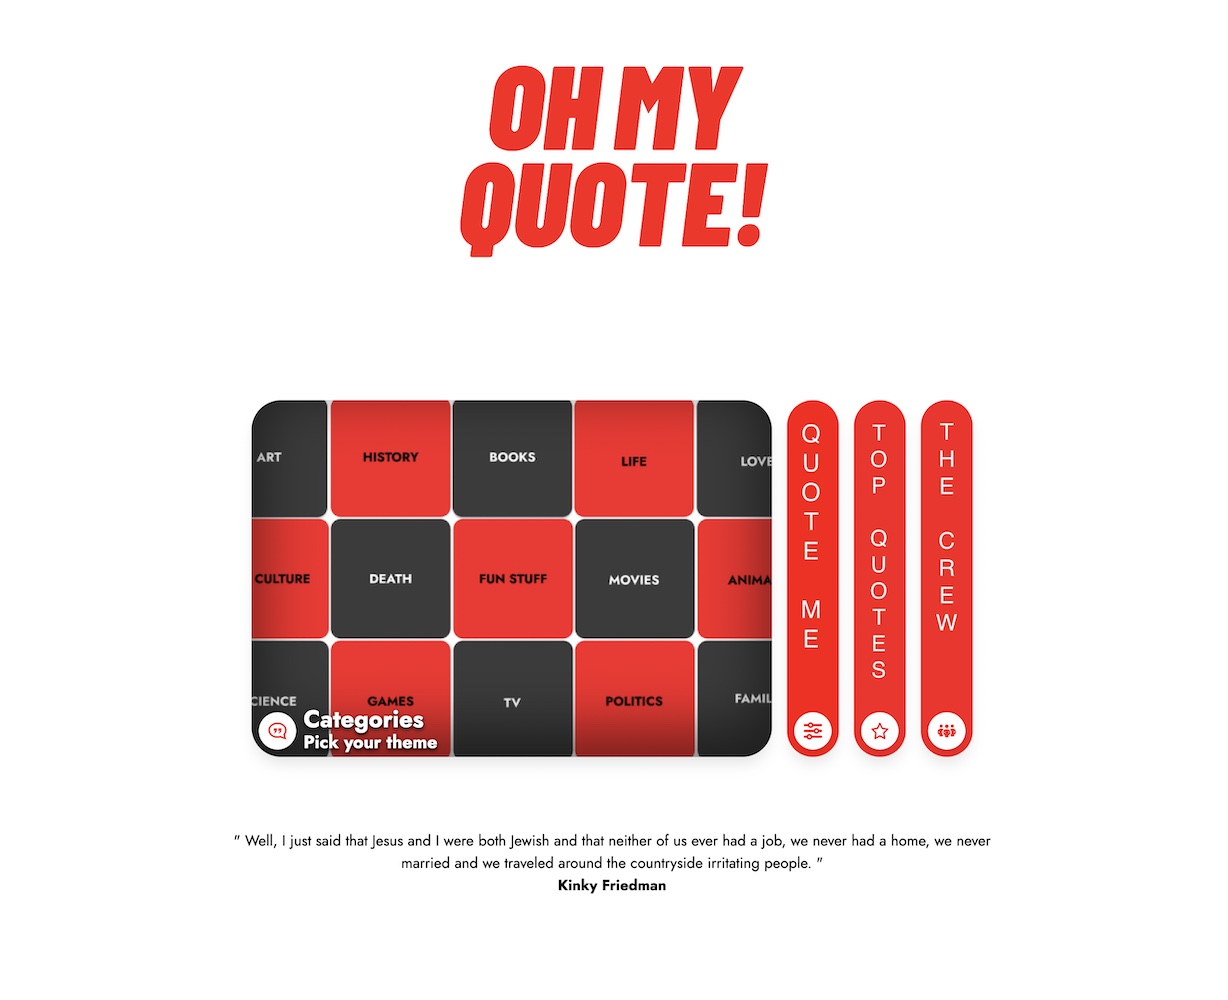 OH MY
QUOTE!
ART
HISTORY
BOOKS
LIFE
LOVE
CULTURE
DEATH
FUN STUFF
MOVIES
ANIMA
CIENCE
GAMES
TV
POLITICS
FAMIL
Categories
Pick your theme
QUOTE ME
TOP QUOTES
THE CREW
" Well, I just said that Jesus and I were both Jewish and that neither of us ever had a job, we never had a home, we never
married and we traveled around the countryside irritating people. "
Kinky Friedman